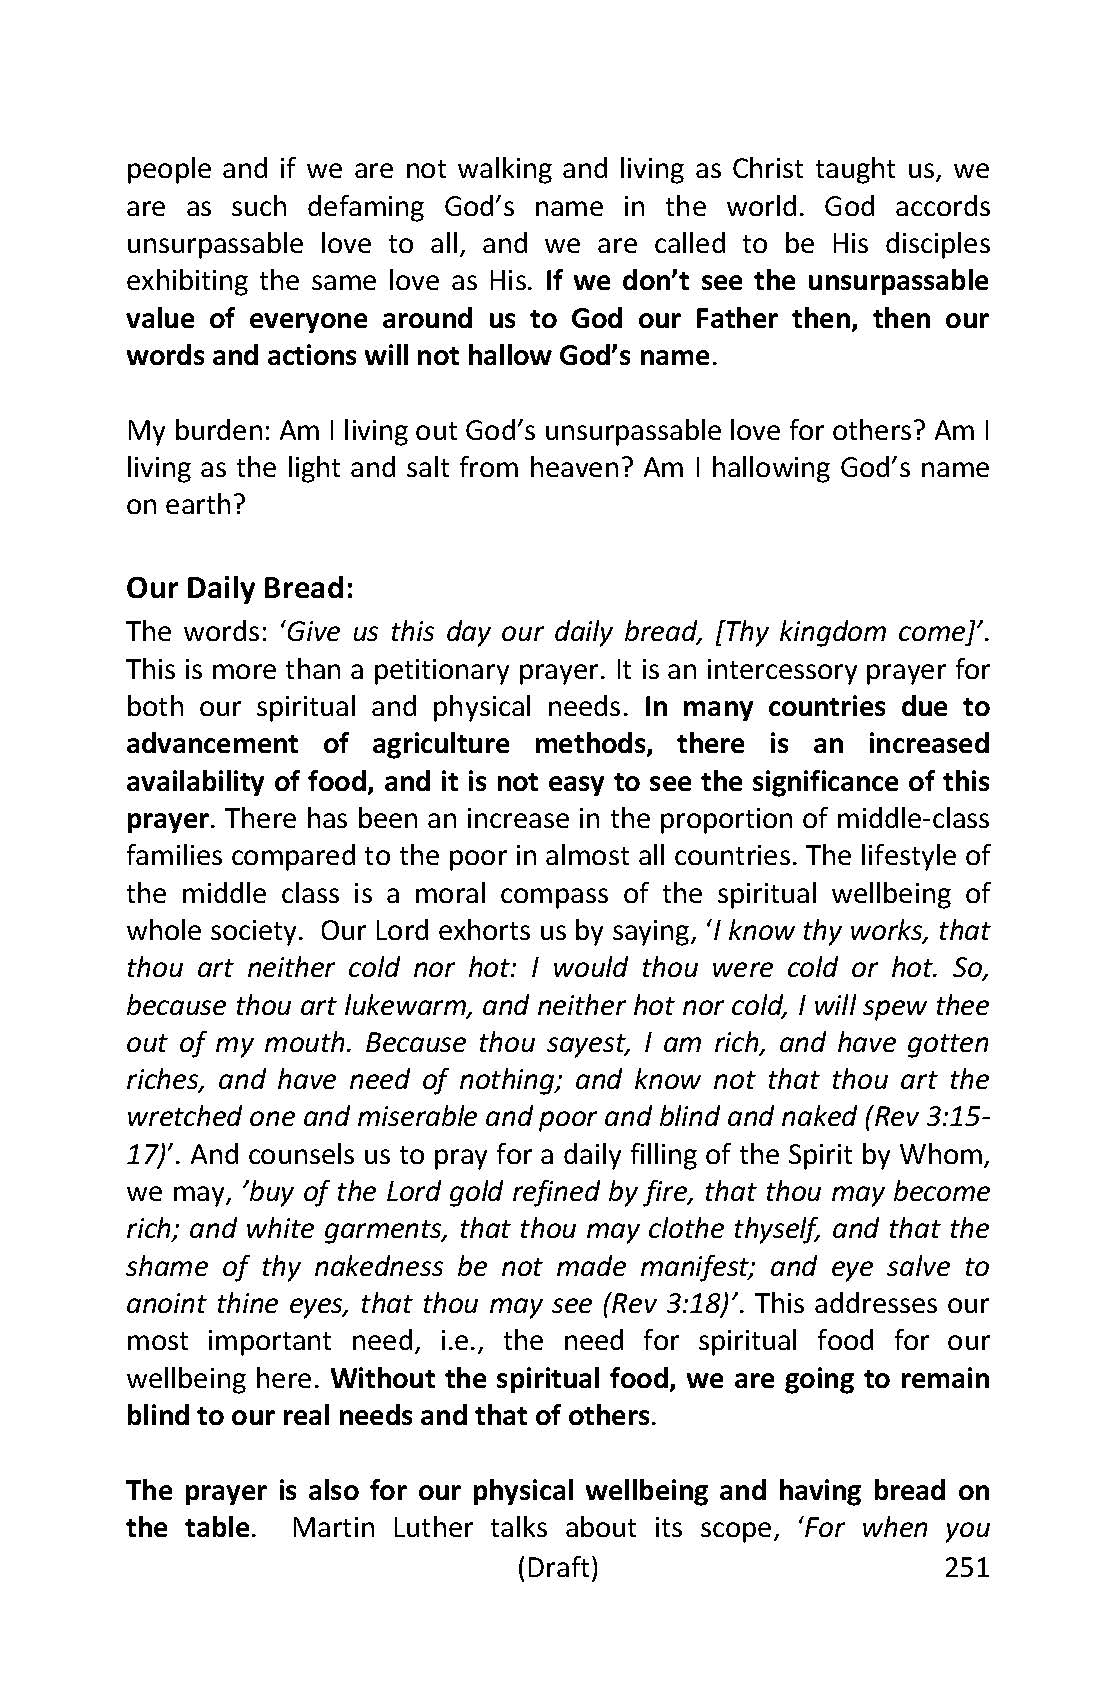 people and if we are not walking and living as Christ taught us, we
are as such defaming God’s name in the world. God accords
unsurpassable love to all, and we are called to be His disciples
exhibiting the same love as His. If we don’t see the unsurpassable
value of everyone around us to God our Father then, then our
words and actions will not hallow God’s name.
My burden: Am I living out God’s unsurpassable love for others? Am I
living as the light and salt from heaven? Am I hallowing God’s name
on earth?
Our Daily Bread:
The words: ‘Give us this day our daily bread, [Thy kingdom come]’.
This is more than a petitionary prayer. It is an intercessory prayer for
both our spiritual and physical needs. In many countries due to
advancement of agriculture methods, there is an increased
availability of food, and it is not easy to see the significance of this
prayer. There has been an increase in the proportion of middle-class
families compared to the poor in almost all countries. The lifestyle of
the middle class is a moral compass of the spiritual wellbeing of
whole society. Our Lord exhorts us by saying, ‘I know thy works, that
thou art neither cold nor hot: I would thou were cold or hot. So,
because thou art lukewarm, and neither hot nor cold, I will spew thee
out of my mouth. Because thou sayest, I am rich, and have gotten
riches, and have need of nothing; and know not that thou art the
wretched one and miserable and poor and blind and naked (Rev 3:15-
17)’. And counsels us to pray for a daily filling of the Spirit by Whom,
we may, ’buy of the Lord gold refined by fire, that thou may become
rich; and white garments, that thou may clothe thyself, and that the
shame of thy nakedness be not made manifest; and eye salve to
anoint thine eyes, that thou may see (Rev 3:18)’. This addresses our
most important need, i.e., the need for spiritual food for our
wellbeing here. Without the spiritual food, we are going to remain
blind to our real needs and that of others.
The prayer is also for our physical wellbeing and having bread on
the table. Martin Luther talks about its scope, ‘For when you
(Draft) 251